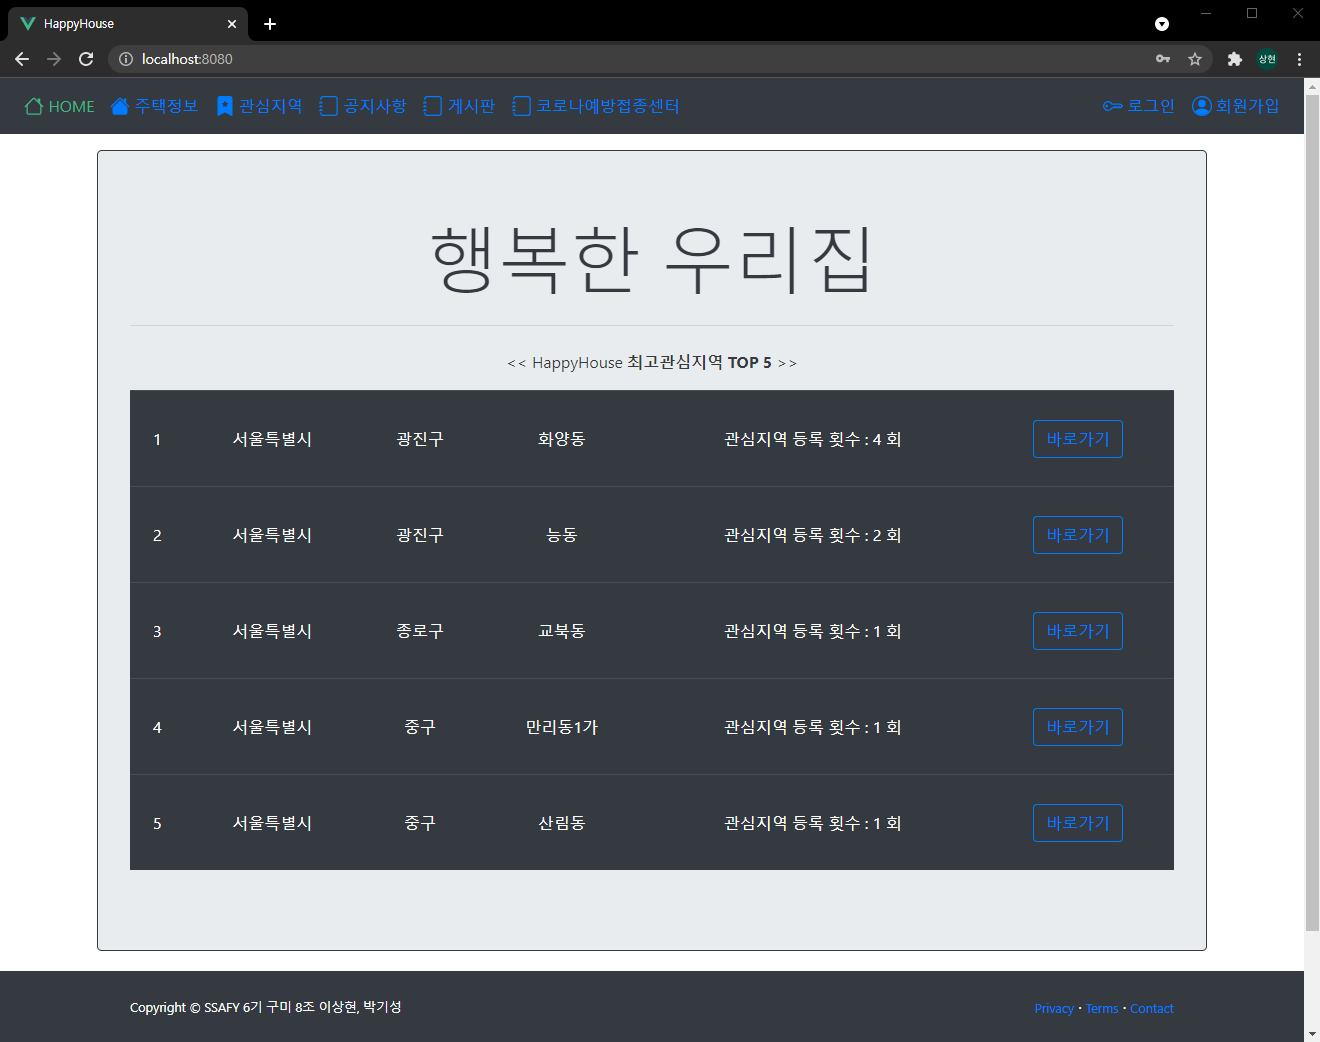 HappyHouse
localhost:8080
상현
HOME 주택정보 관심지역 공지사항 게시판 코로나예방접종센터 로그인 회원가입
행복한 우리집
<< HappyHouse 최고관심지역 TOP 5 >>
1 서울특별시 광진구 화양동 관심지역 등록 횟수 : 4 회 바로가기
2 서울특별시 광진구 능동 관심지역 등록 횟수 : 2 회 바로가기
3 서울특별시 종로구 교북동 관심지역 등록 횟수 : 1 회 바로가기
4 서울특별시 중구 만리동1가 관심지역 등록 횟수 : 1 회 바로가기
5 서울특별시 중구 산림동 관심지역 등록 횟수 : 1 회 바로가기
Copyright © SSAFY 6기 구미 8조 이상현, 박기성 Privacy · Terms · Contact